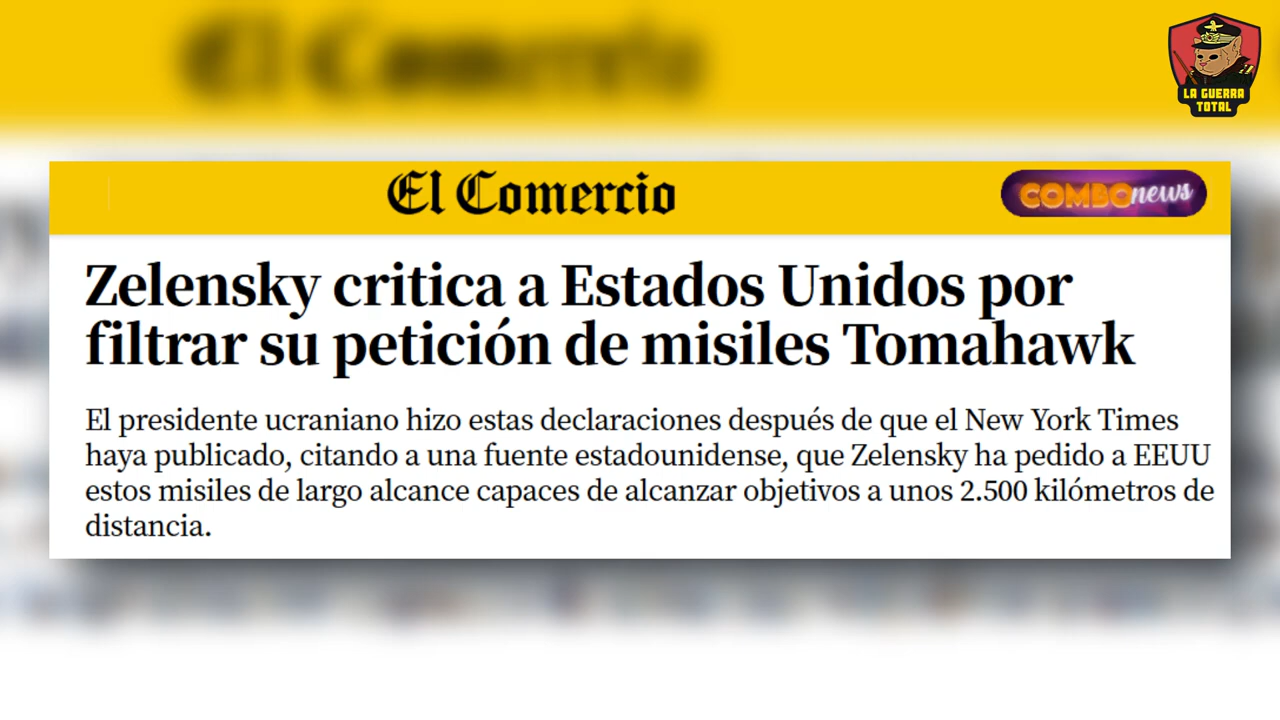 LA GUERRA
TOTAL
El Comercio
COMBOnews
Zelensky critica a Estados Unidos por
filtrar su petición de misiles Tomahawk
El presidente ucraniano hizo estas declaraciones después de que el New York Times
haya publicado, citando a una fuente estadounidense, que Zelensky ha pedido a EEUU
estos misiles de largo alcance capaces de alcanzar objetivos a unos 2.500 kilómetros de
distancia.